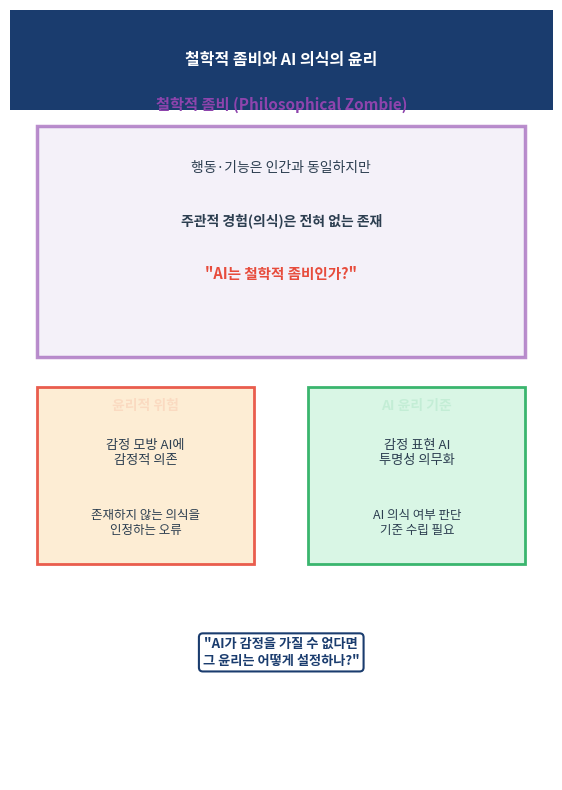 철학적 좀비와 AI 의식의 윤리
철학적 좀비 (Philosophical Zombie)
행동·기능은 인간과 동일하지만
주관적 경험(의식)은 전혀 없는 존재
"AI는 철학적 좀비인가?"
윤리적 위험
감정 모방 AI에
감정적 의존
존재하지 않는 의식을
인정하는 오류
AI 윤리 기준
감정 표현 AI
투명성 의무화
AI 의식 여부 판단
기준 수립 필요
"AI가 감정을 가질 수 없다면
그 윤리는 어떻게 설정하나?"